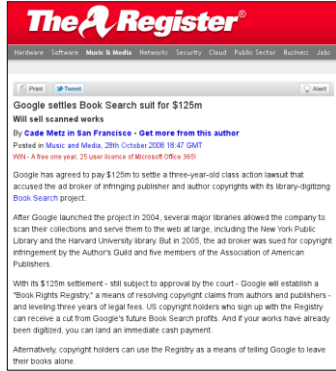 The Register®
Hardware Software Music & Media Networks Security Cloud Public Sector Business Jobs
Print Tweet Alert
Google settles Book Search suit for $125m
Will sell scanned works
By Cade Metz in San Francisco - Get more from this author
Posted in Music and Media, 28th October 2008 18:47 GMT
WIN - A free one year, 25 user licence of Microsoft Office 365!
Google has agreed to pay $125m to settle a three-year-old class action lawsuit that
accused the ad broker of infringing publisher and author copyrights with its library-digitizing
Book Search project.
After Google launched the project in 2004, several major libraries allowed the company to
scan their collections and serve them to the web at large, including the New York Public
Library and the Harvard University library. But in 2005, the ad broker was sued for copyright
infringement by the Author's Guild and five members of the Association of American
Publishers.
With its $125m settlement - still subject to approval by the court - Google will establish a
"Book Rights Registry," a means of resolving copyright claims from authors and publishers -
and leveling three years of legal fees. US copyright holders who sign up with the Registry
can receive a cut from Google's future Book Search profits. And if your works have already
been digitized, you can land an immediate cash payment.
Alternatively, copyright holders can use the Registry as a means of telling Google to leave
their books alone.